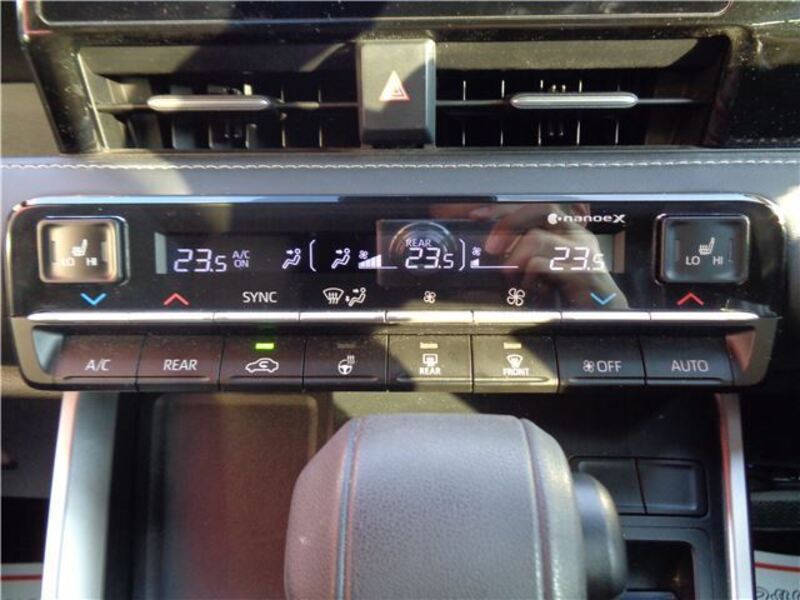 nanoeX
LO HI
23.5 A/C ON
REAR
23.5
23.5
LO HI
SYNC
A/C REAR
REAR
FRONT
OFF AUTO